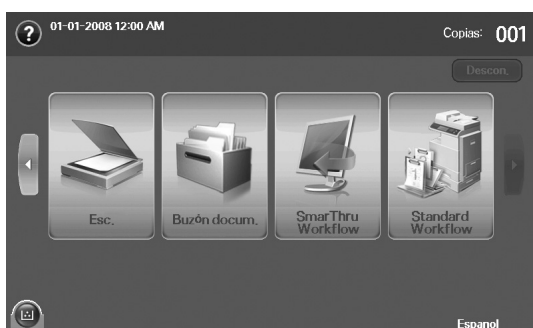 ?
01-01-2008 12:00 AM
Copias: 001
Descon.
Esc.
Buzón docum.
SmarThru
Workflow
Standard
Workflow
Espanol